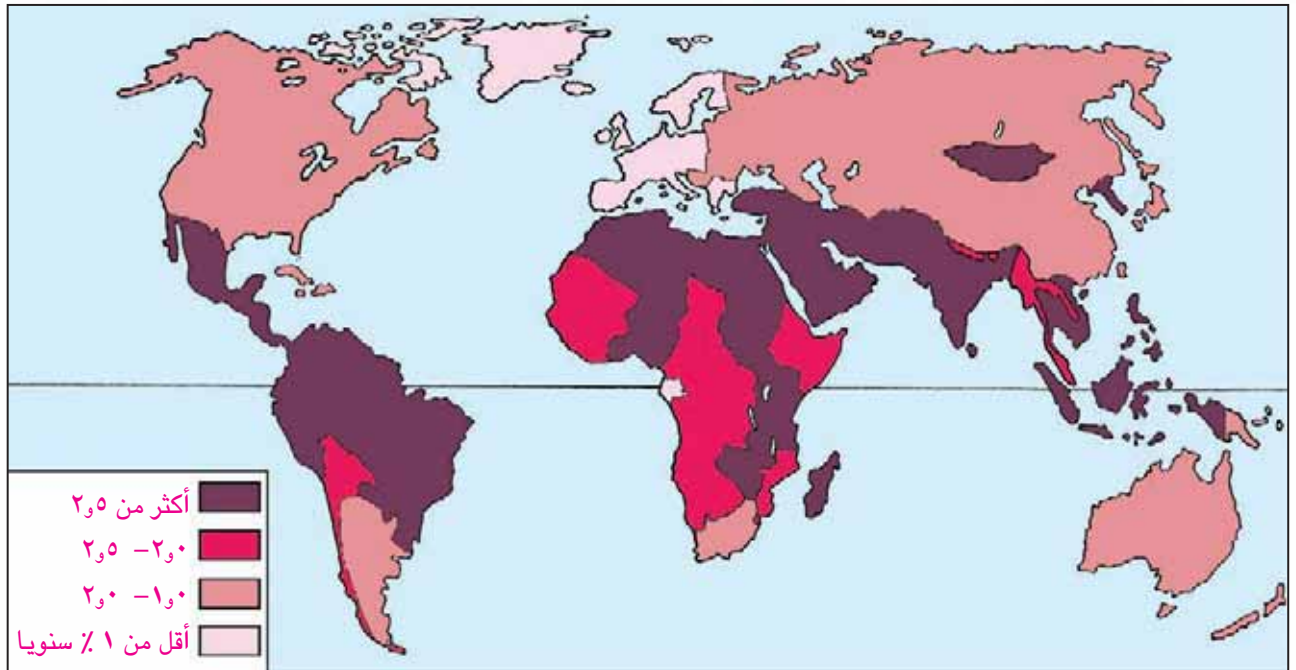 أكثر من ٢٫٥
٢٫٠ – ٢٫٥
١٫٠ – ٢٫٠
أقل من ١ ٪ سنويا